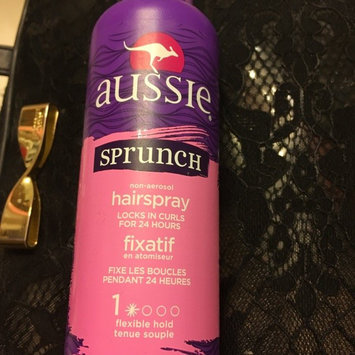 aussie
sprunch
non-aerosol
hairspray
LOCKS IN CURLS
FOR 24 HOURS
fixatif
en atomiseur
FIXE LES BOUCLES
PENDANT 24 HEURES
1
flexible hold
tenue souple